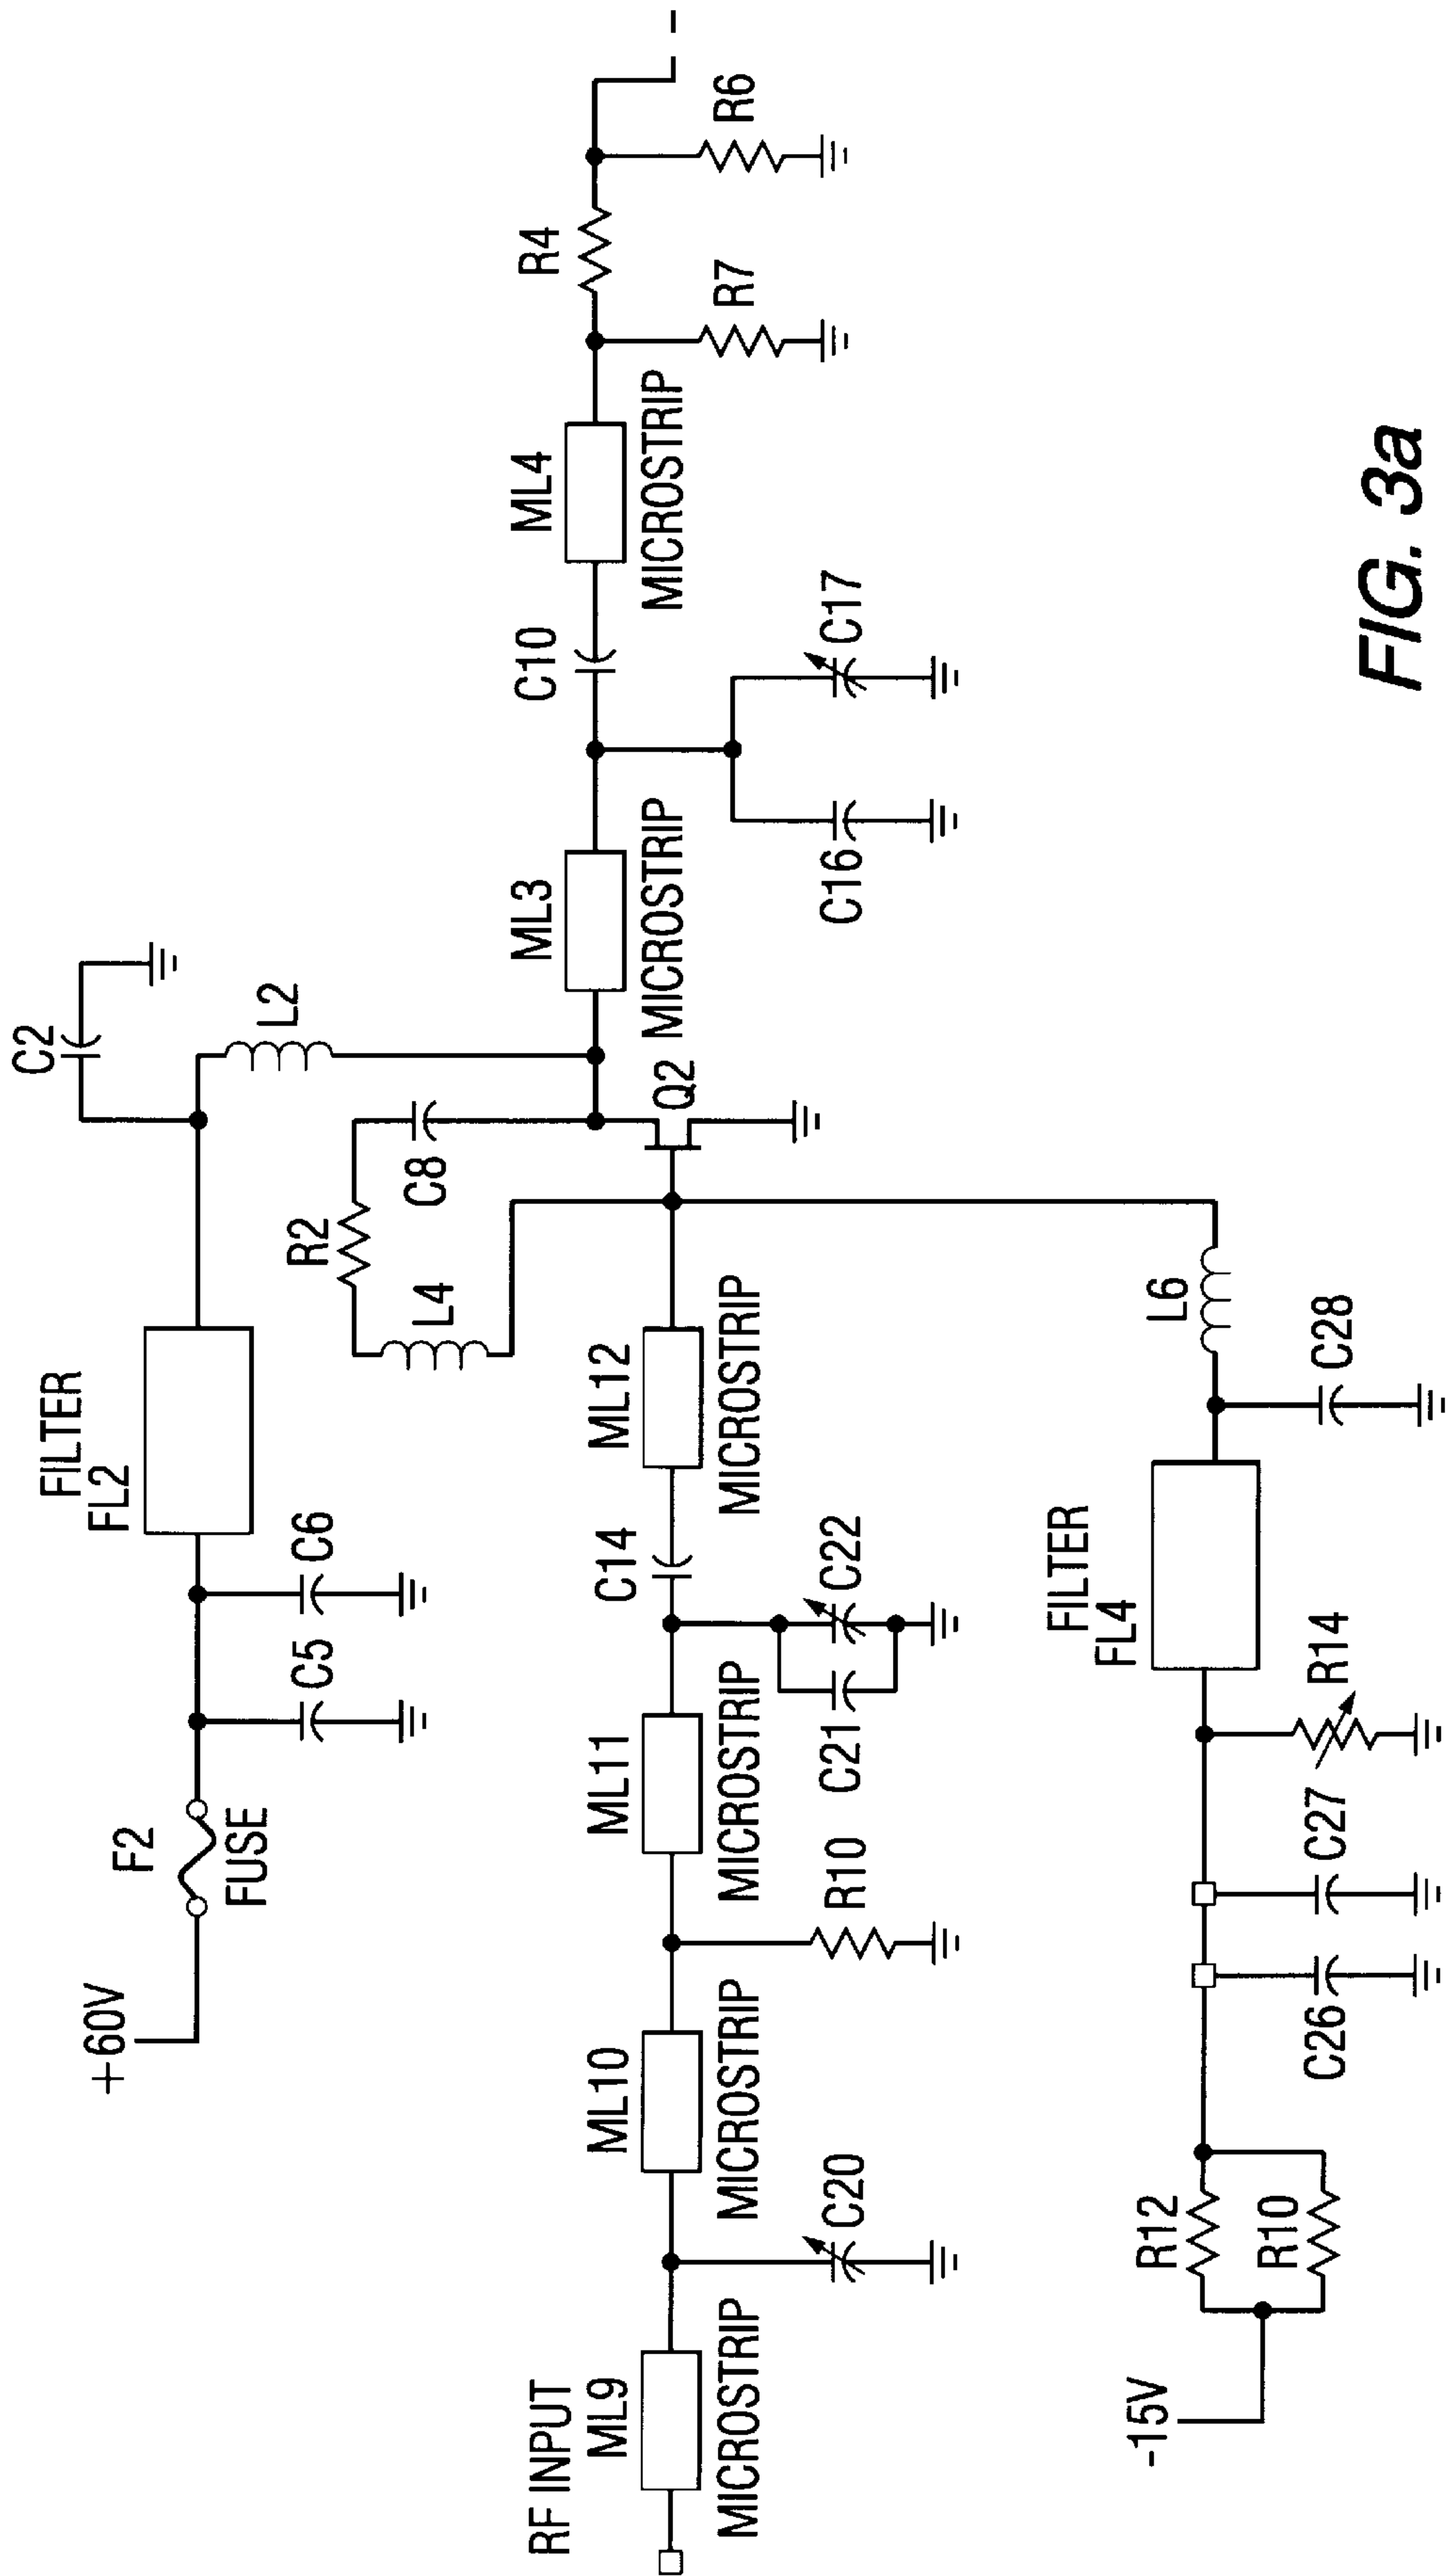 +60V
F2
FUSE
C5
C6
FILTER
FL2
C2
L2
R2
L4
C8
Q2
RF INPUT
ML9
MICROSTRIP
C20
ML10
MICROSTRIP
R10
ML11
MICROSTRIP
C21
C22
C14
ML12
MICROSTRIP
ML3
MICROSTRIP
C16
C17
C10
ML4
MICROSTRIP
R7
R4
R6
-15V
R12
R10
C26
C27
R14
FILTER
FL4
L6
C28
FIG. 3a